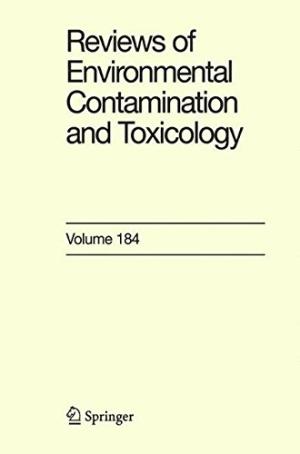 Reviews of
Environmental
Contamination
and Toxicology
Volume 184
Springer